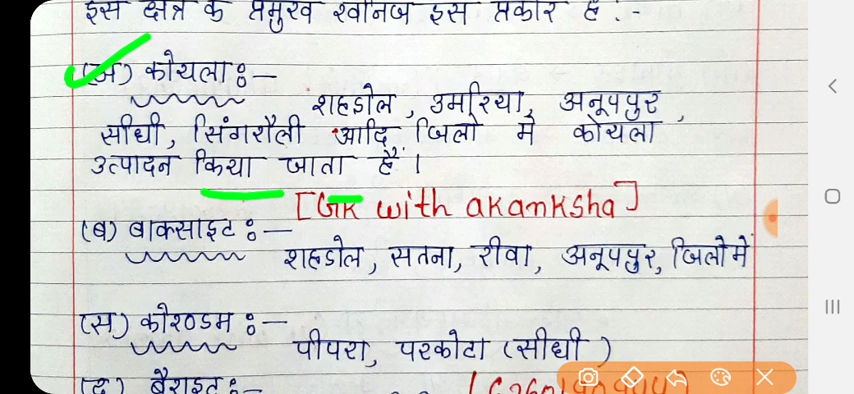 इस क्षेत्र के प्रमुख खनिज इस प्रकार हैं :-
(अ) कोयला :-
शहडोल, उमरिया, अनूपपुर,
सीधी, सिंगरौली आदि जिलों में कोयला
उत्पादन किया जाता है।
[GK with akanksha]
(ब) बाक्साइट :-
शहडोल, सतना, रीवा, अनूपपुर, जिलो में
(स) कोरण्डम :-
पीपरा, परकोटा (सीधी)
(द) बैराइट :-